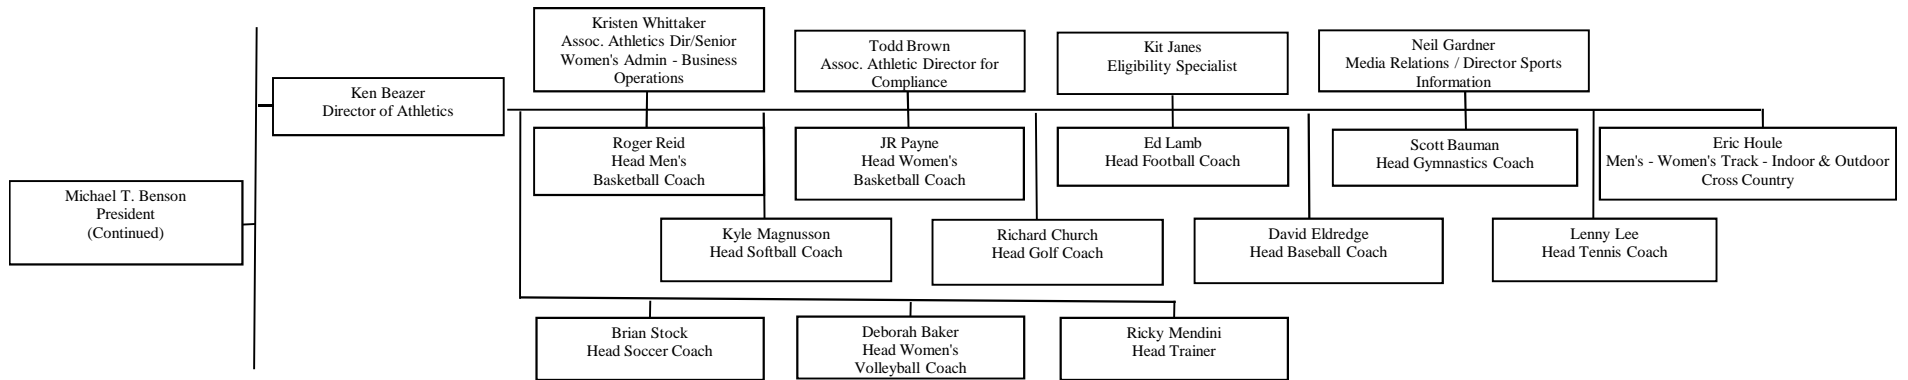 Kristen Whittaker
Assoc. Athletics Dir/Senior
Women's Admin - Business
Operations
Todd Brown
Assoc. Athletic Director for
Compliance
Kit Janes
Eligibility Specialist
Neil Gardner
Media Relations / Director Sports
Information
Ken Beazer
Director of Athletics
Roger Reid
Head Men's
Basketball Coach
JR Payne
Head Women's
Basketball Coach
Ed Lamb
Head Football Coach
Scott Bauman
Head Gymnastics Coach
Eric Houle
Men's - Women's Track - Indoor & Outdoor
Cross Country
Michael T. Benson
President
(Continued)
Kyle Magnusson
Head Softball Coach
Richard Church
Head Golf Coach
David Eldredge
Head Baseball Coach
Lenny Lee
Head Tennis Coach
Brian Stock
Head Soccer Coach
Deborah Baker
Head Women's
Volleyball Coach
Ricky Mendini
Head Trainer